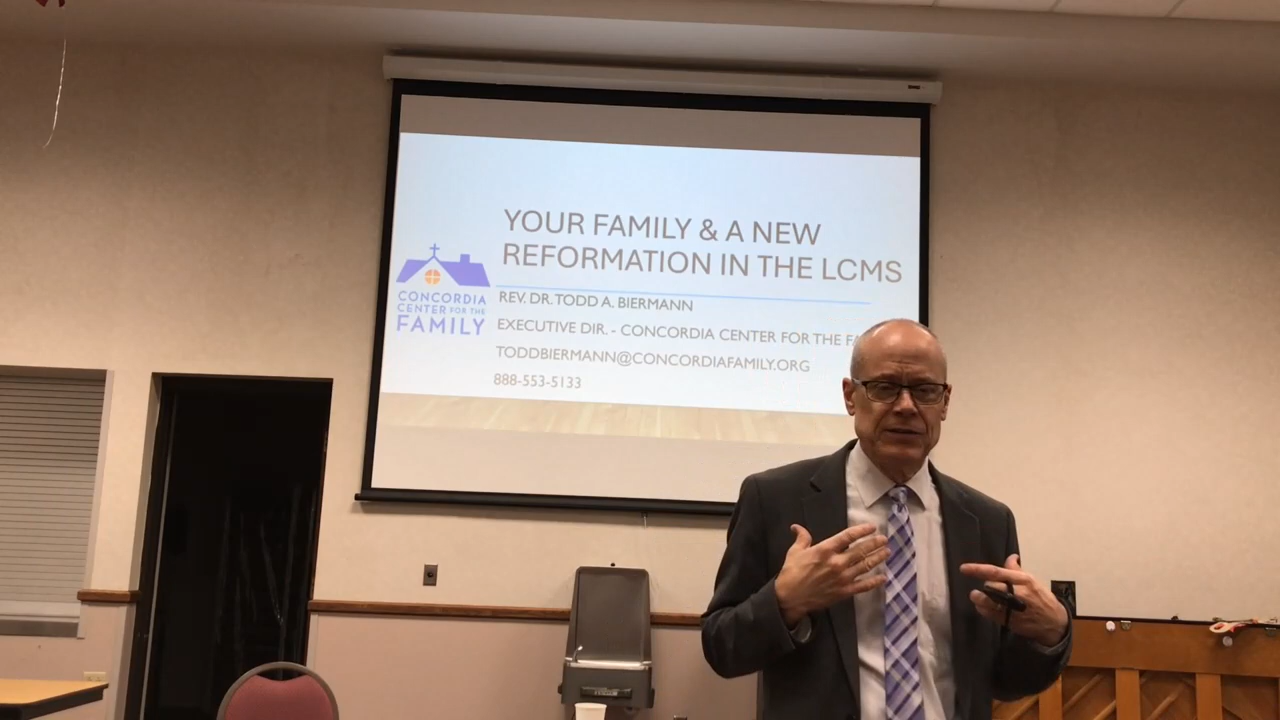 YOUR FAMILY & A NEW
REFORMATION IN THE LCMS
CONCORDIA
CENTER FOR THE
FAMILY
REV. DR. TODD A. BIERMANN
EXECUTIVE DIR. - CONCORDIA CENTER FOR THE
TODDBIERMANN@CONCORDIAFAMILY.ORG
888-553-5133